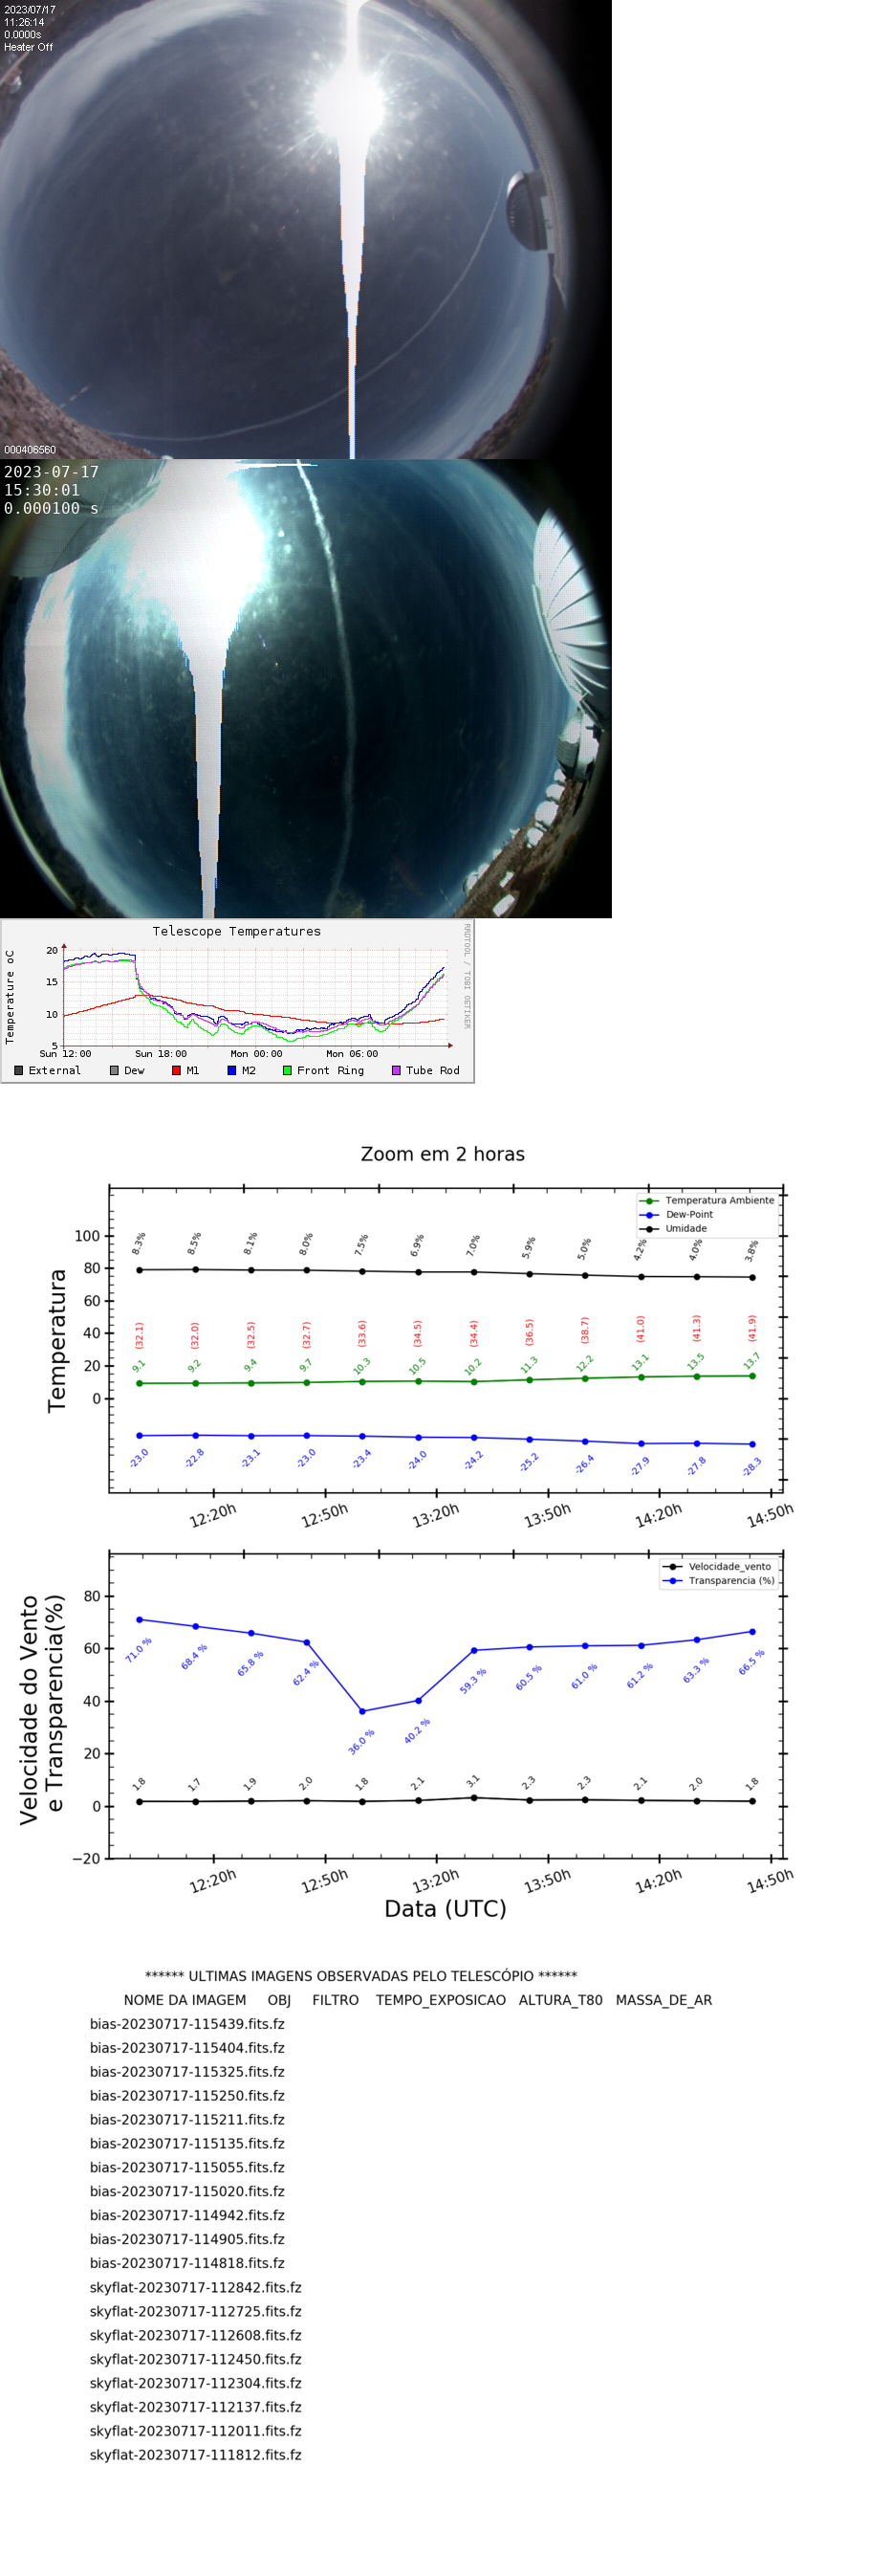 2023/07/17
11:26:14
0.0000s
Heater Off
000406560
2023-07-17
15:30:01
0.000100 s
Telescope Temperatures
RRDTOOL / TOBI OETIKER
Temperature oC
20
15
10
5
Sun 12:00 Sun 18:00 Mon 00:00 Mon 06:00
External Dew M1 M2 Front Ring Tube Rod
Zoom em 2 horas
Temperatura Ambiente
Dew-Point
Umidade
Temperatura
100
80
60
40
20
0
8.3% 8.5% 8.1% 8.0% 7.5% 6.9% 7.0% 5.9% 5.0% 4.2% 4.0% 3.8%
(32.1) (32.0) (32.5) (32.7) (33.6) (34.5) (34.4) (36.5) (38.7) (41.0) (41.3) (41.9)
9.1 9.2 9.4 9.7 10.3 10.5 10.2 11.3 12.2 13.1 13.5 13.7
-23.0 -22.8 -23.1 -23.0 -23.4 -24.0 -24.2 -25.2 -26.4 -27.9 -27.8 -28.3
12:20h 12:50h 13:20h 13:50h 14:20h 14:50h
Velocidade_vento
Transparencia (%)
Velocidade do Vento
e Transparencia(%)
80
60
40
20
0
−20
71.0 % 68.4 % 65.8 % 62.4 % 36.0 % 40.2 % 59.3 % 60.5 % 61.0 % 61.2 % 63.3 % 66.5 %
1.8 1.7 1.9 2.0 1.8 2.1 3.1 2.3 2.3 2.1 2.0 1.8
12:20h 12:50h 13:20h 13:50h 14:20h 14:50h
Data (UTC)
****** ULTIMAS IMAGENS OBSERVADAS PELO TELESCÓPIO ******
NOME DA IMAGEM OBJ FILTRO TEMPO_EXPOSICAO ALTURA_T80 MASSA_DE_AR
bias-20230717-115439.fits.fz
bias-20230717-115404.fits.fz
bias-20230717-115325.fits.fz
bias-20230717-115250.fits.fz
bias-20230717-115211.fits.fz
bias-20230717-115135.fits.fz
bias-20230717-115055.fits.fz
bias-20230717-115020.fits.fz
bias-20230717-114942.fits.fz
bias-20230717-114905.fits.fz
bias-20230717-114818.fits.fz
skyflat-20230717-112842.fits.fz
skyflat-20230717-112725.fits.fz
skyflat-20230717-112608.fits.fz
skyflat-20230717-112450.fits.fz
skyflat-20230717-112304.fits.fz
skyflat-20230717-112137.fits.fz
skyflat-20230717-112011.fits.fz
skyflat-20230717-111812.fits.fz